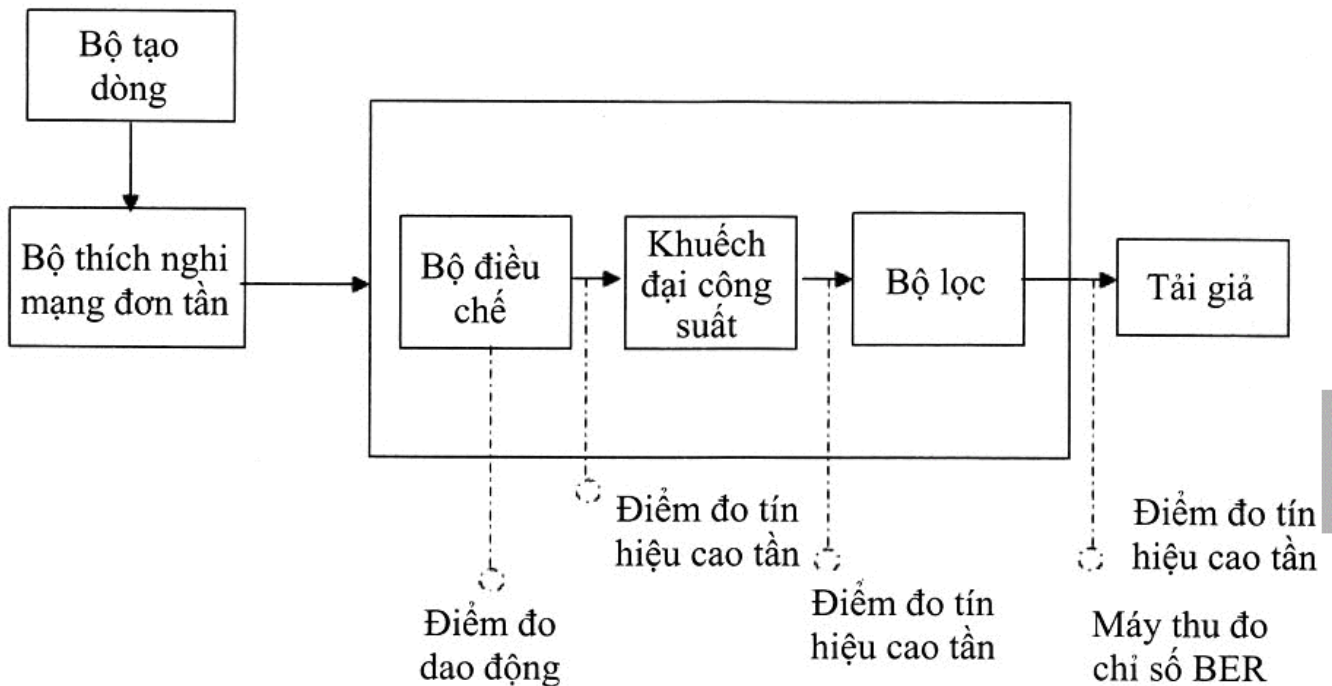 Bộ tạo
dòng
Bộ thích nghi
mạng đơn tần
Bộ điều
chế
Khuếch
đại công
suất
Bộ lọc
Tải giả
Điểm đo
dao động
Điểm đo tín
hiệu cao tần
Điểm đo tín
hiệu cao tần
Điểm đo tín
hiệu cao tần
Máy thu đo
chỉ số BER